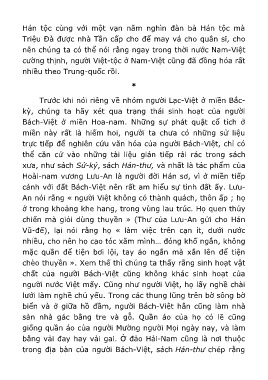 Hán tộc cùng với một vạn năm nghìn đàn bà Hán tộc mà
Triệu Đà được nhà Tần cấp cho để may vá cho quân sĩ, cho
nên chúng ta có thể nói rằng ngay trong thời nước Nam-Việt
cường thịnh, người Việt-tộc ở Nam-Việt cũng đã đồng hóa rất
nhiều theo Trung-quốc rồi.
*
Trước khi nói riêng về nhóm người Lạc-Việt ở miền Bắc-
kỳ, chúng ta hãy xét qua trạng thái sinh hoạt của người
Bách-Việt ở miền Hoa-nam. Những sự phát quật cổ tích ở
miền này rất là hiếm hoi, người ta chưa có những sử liệu
trực tiếp để nghiên cứu văn hóa của người Bách-Việt, chỉ có
thể căn cứ vào những tài liệu gián tiếp rải rác trong sách
xưa, như sách Sử-ký, sách Hán-thư, và nhất là tác phẩm của
Hoài-nam vương Lưu-An là người đời Hán sơ, vì ở miền tiếp
cánh với đất Bách-Việt nên rất am hiểu sự tình đất ấy. Lưu-
An nói rằng « người Việt không có thành quách, thôn ấp ; họ
ở trong khoảng khe hang, trong vùng lau trúc. Họ quen thủy
chiến mà giỏi dùng thuyền » (Thư của Lưu-An gửi cho Hán
Vũ-đế), lại nói rằng họ « làm việc trên cạn ít, dưới nước
nhiều, cho nên họ cạo tóc xăm mình… đóng khố ngắn, không
mặc quần để tiện bơi lội, tay áo ngắn mà xắn lên để tiện
chèo thuyền ». Xem thế thì chúng ta thấy rằng sinh hoạt vật
chất của người Bách-Việt cũng không khác sinh hoạt của
người nước Việt mấy. Cũng như người Việt, họ lấy nghề chài
lưới làm nghề chủ yếu. Trong các thung lũng trên bờ sông bờ
biển và ở giữa hồ đầm, người Bách-Việt hẳn cũng làm nhà
sàn nhà gác bằng tre và gỗ. Quần áo của họ có lẽ cũng
giống quần áo của người Mường người Mọi ngày nay, và làm
bằng vải đay hay vải gai. Ở đảo Hải-Nam cũng là nơi thuộc
trong địa bàn của người Bách-Việt, sách Hán-thư chép rằng